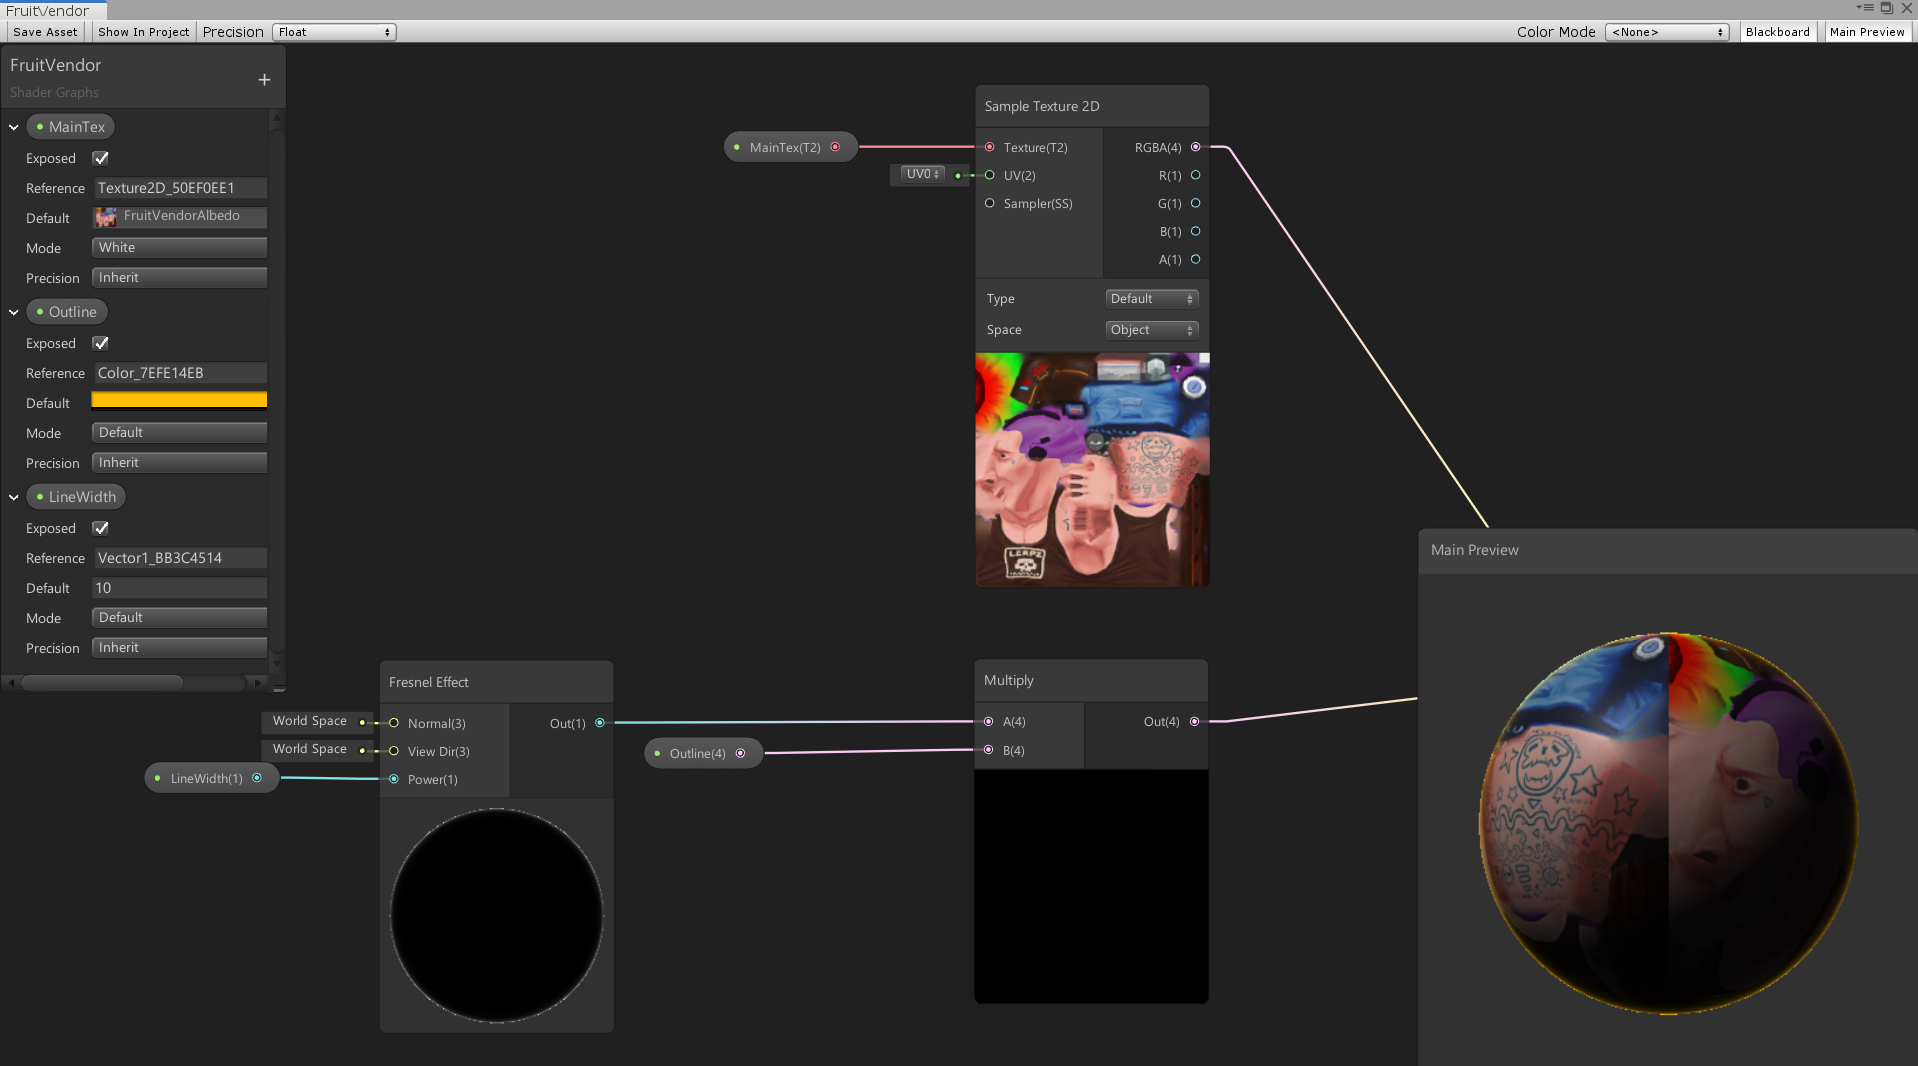 FruitVendor
Save Asset Show In Project Precision Float Color Mode <None> Blackboard Main Preview
FruitVendor
Shader Graphs
MainTex
Exposed
Reference Texture2D_50EF0EE1
Default FruitVendorAlbedo
Mode White
Precision Inherit
Outline
Exposed
Reference Color_7EFE14EB
Default
Mode Default
Precision Inherit
LineWidth
Exposed
Reference Vector1_BB3C4514
Default 10
Mode Default
Precision Inherit
MainTex(T2)
UV0
Sample Texture 2D
Texture(T2) RGBA(4)
UV(2) R(1)
Sampler(SS) G(1)
B(1)
A(1)
Type Default
Space Object
LERPZ
World Space
World Space
LineWidth(1)
Fresnel Effect
Normal(3) Out(1)
View Dir(3)
Power(1)
Outline(4)
Multiply
A(4) Out(4)
B(4)
Main Preview